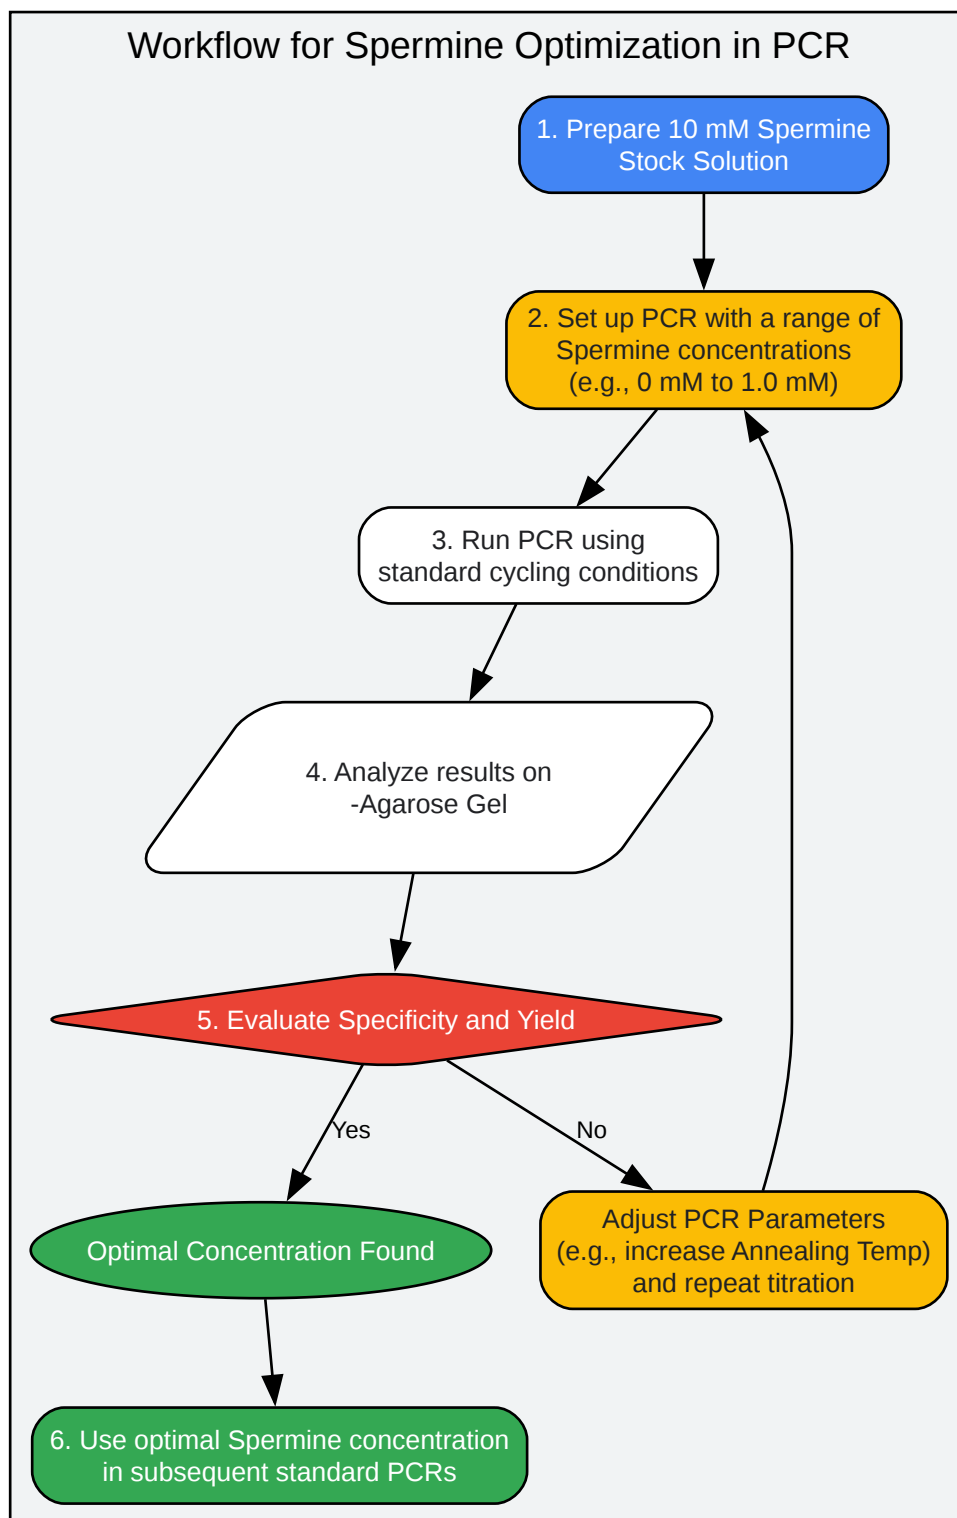 Workflow for Spermine Optimization in PCR
1. Prepare 10 mM Spermine
Stock Solution
2. Set up PCR with a range of
Spermine concentrations
(e.g., 0 mM to 1.0 mM)
3. Run PCR using
standard cycling conditions
4. Analyze results on
-Agarose Gel
5. Evaluate Specificity and Yield
Yes
No
Optimal Concentration Found
Adjust PCR Parameters
(e.g., increase Annealing Temp)
and repeat titration
6. Use optimal Spermine concentration
in subsequent standard PCRs